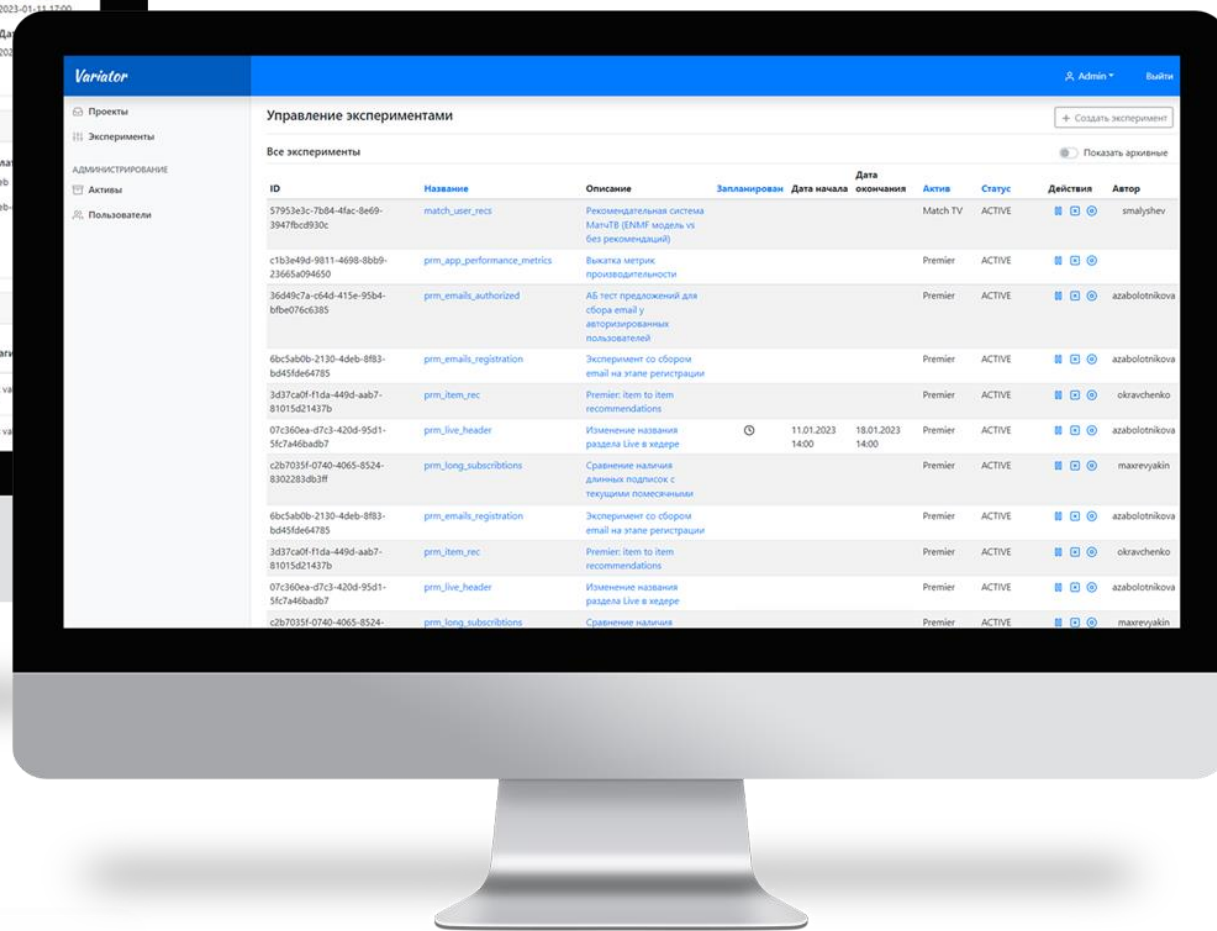 2023-01-11 17:00
Variator
Admin
Выйти
Проекты
Эксперименты
АДМИНИСТРИРОВАНИЕ
Активы
Пользователи
Управление экспериментами
+ Создать эксперимент
Все эксперименты
Показать архивные
ID Название Описание Запланирован Дата начала Дата окончания Актив Статус Действия Автор
57953e3c-7b84-4fac-8e69- match_user_recs Рекомендательная система Match TV ACTIVE smalyshev
3947fbcd930c МатчТВ (ENMF модель vs
без рекомендаций)
c1b3e49d-9811-4698-8bb9- prm_app_performance_metrics Выкатка метрик Premier ACTIVE
23665a094650 производительности
36d49c7a-c64d-415e-95b4- prm_emails_authorized АБ тест предложений для Premier ACTIVE azabolotnikova
bfbe076c6385 сбора email у
авторизированных
пользователей
6bc5ab0b-2130-4deb-8f83- prm_emails_registration Эксперимент со сбором Premier ACTIVE azabolotnikova
bd45fde64785 email на этапе регистрации
3d37ca0f-f1da-449d-aab7- prm_item_rec Premier: item to item Premier ACTIVE okravchenko
81015d21437b recommendations
07c360ea-d7c3-420d-95d1- prm_live_header Изменение названия 11.01.2023 18.01.2023 Premier ACTIVE azabolotnikova
5fc7a46badb7 раздела Live в хедере 14:00 14:00
c2b7035f-0740-4065-8524- prm_long_subscribtions Сравнение наличия Premier ACTIVE maxrevyakin
8302283db3ff длинных подписок с
текущими помесячными
6bc5ab0b-2130-4deb-8f83- prm_emails_registration Эксперимент со сбором Premier ACTIVE azabolotnikova
bd45fde64785 email на этапе регистрации
3d37ca0f-f1da-449d-aab7- prm_item_rec Premier: item to item Premier ACTIVE okravchenko
81015d21437b recommendations
07c360ea-d7c3-420d-95d1- prm_live_header Изменение названия Premier ACTIVE azabolotnikova
5fc7a46badb7 раздела Live в хедере
c2b7035f-0740-4065-8524- prm_long_subscribtions Сравнение наличия Premier ACTIVE maxrevyakin